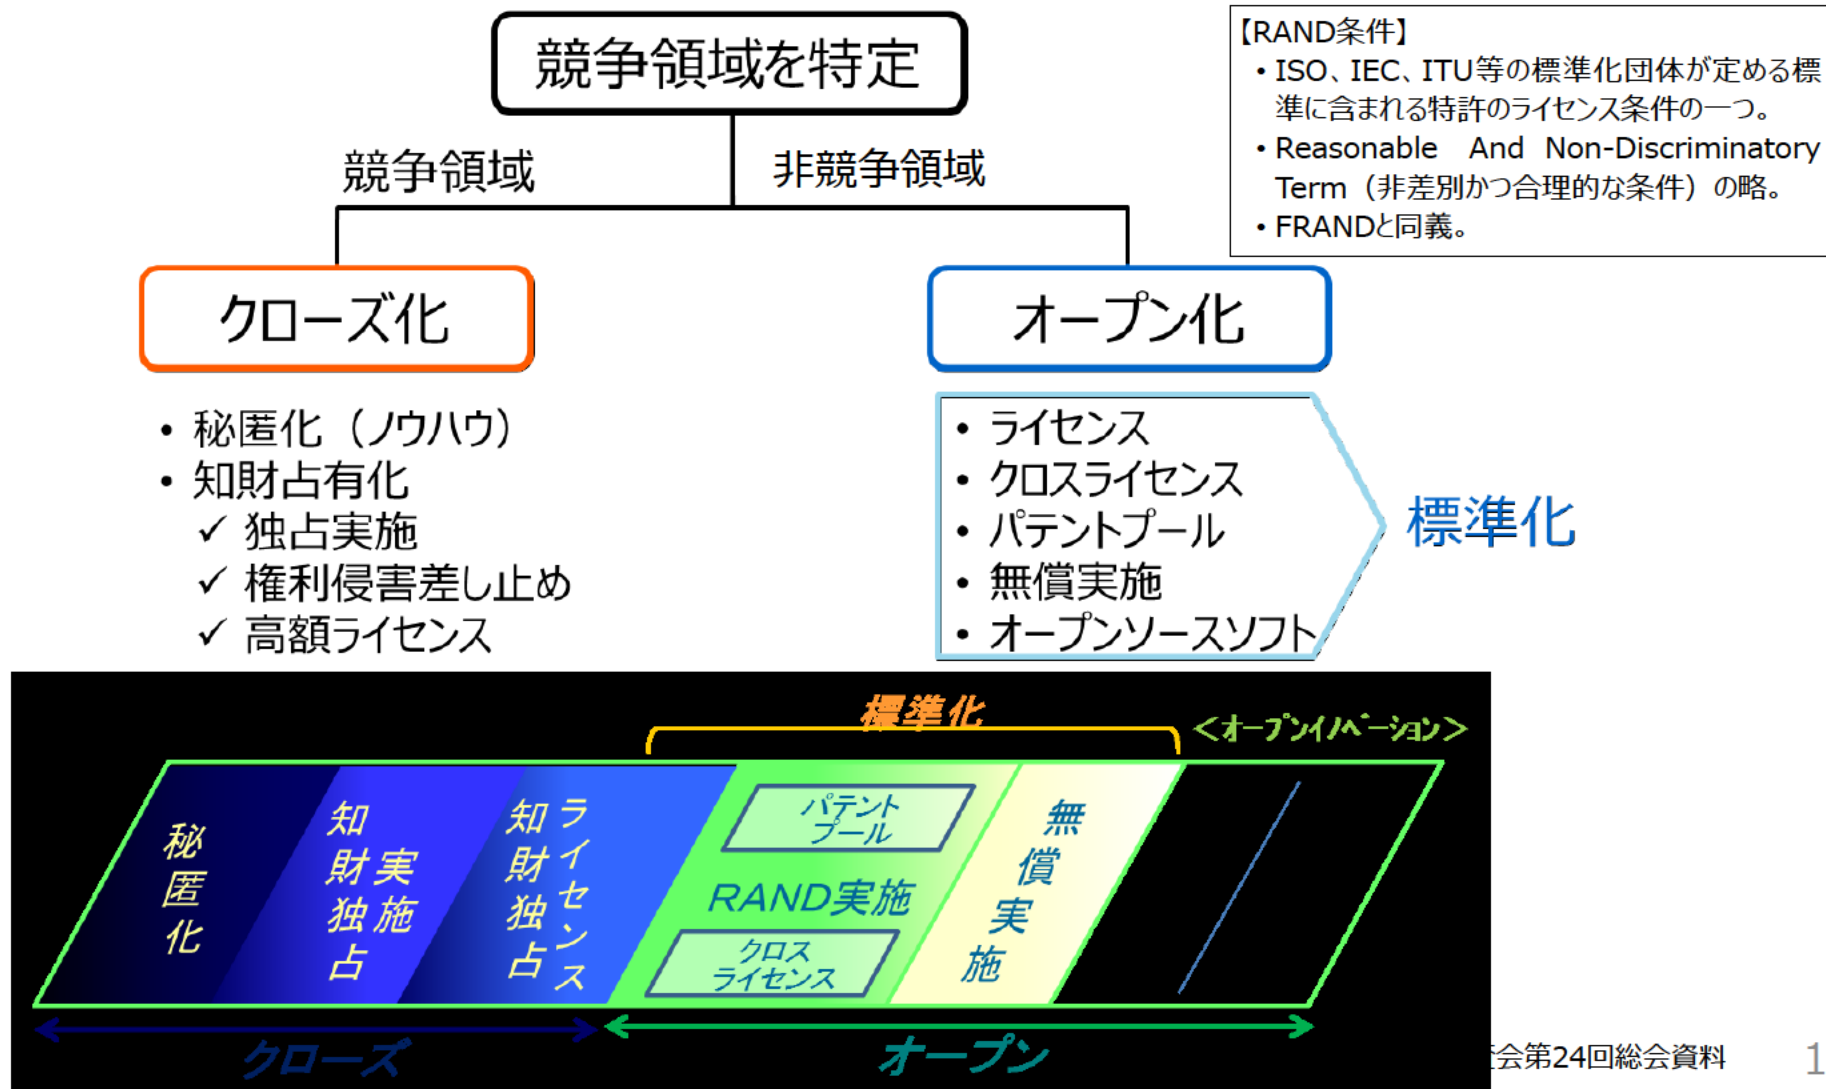 競争領域を特定
競争領域
非競争領域
【RAND条件】
• ISO、IEC、ITU等の標準化団体が定める標
準に含まれる特許のライセンス条件の一つ。
• Reasonable And Non-Discriminatory
Term（非差別かつ合理的な条件）の略。
• FRANDと同義。
クローズ化
• 秘匿化（ノウハウ）
• 知財占有化
✓ 独占実施
✓ 権利侵害差し止め
✓ 高額ライセンス
オープン化
• ライセンス
• クロスライセンス
• パテントプール
• 無償実施
• オープンソースソフト
標準化
標準化
＜オープンイノベーション＞
秘匿化
知財独占
実施
知財独占
ライセンス
パテント
プール
RAND実施
クロス
ライセンス
無償実施
クローズ
オープン
会第24回総会資料
1